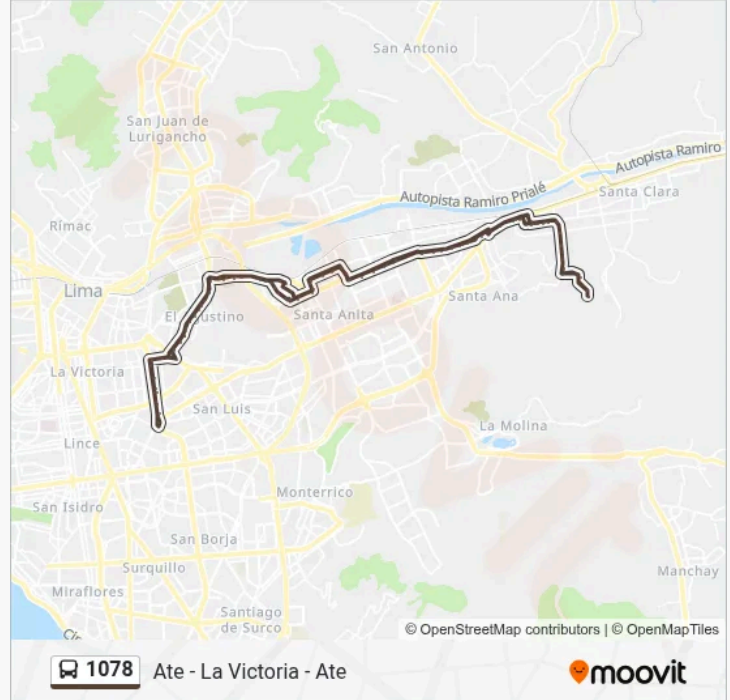 San Antonio
San Juan de
Lurigancho
Autopista Ramiro
Autopista Ramiro Prialé
Santa Clara
Rímac
Lima
Santa Ana
El Agustino
Santa Anita
La Victoria
San Luis
La Molina
Lince
Monterrico
San Isidro
San Borja
Surquillo
Manchay
Miraflores
Santiago
de Surco
© OpenStreetMap contributors | © OpenMapTiles
1078 Ate - La Victoria - Ate
moovit